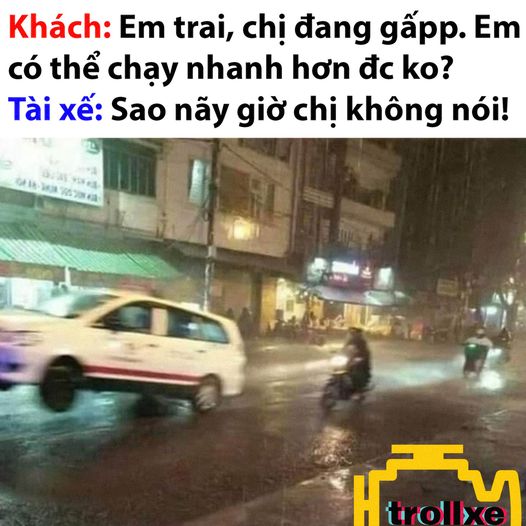 Khách: Em trai, chị đang gấpp. Em
có thể chạy nhanh hơn đc ko?
Tài xế: Sao nãy giờ chị không nói!
trollxe